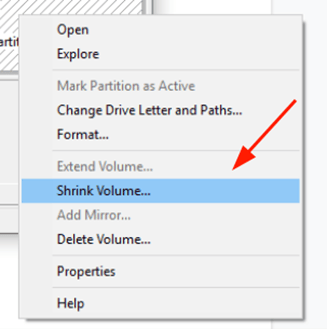 Open
Explore
Mark Partition as Active
Change Drive Letter and Paths...
Format...
Extend Volume...
Shrink Volume...
Add Mirror...
Delete Volume...
Properties
Help